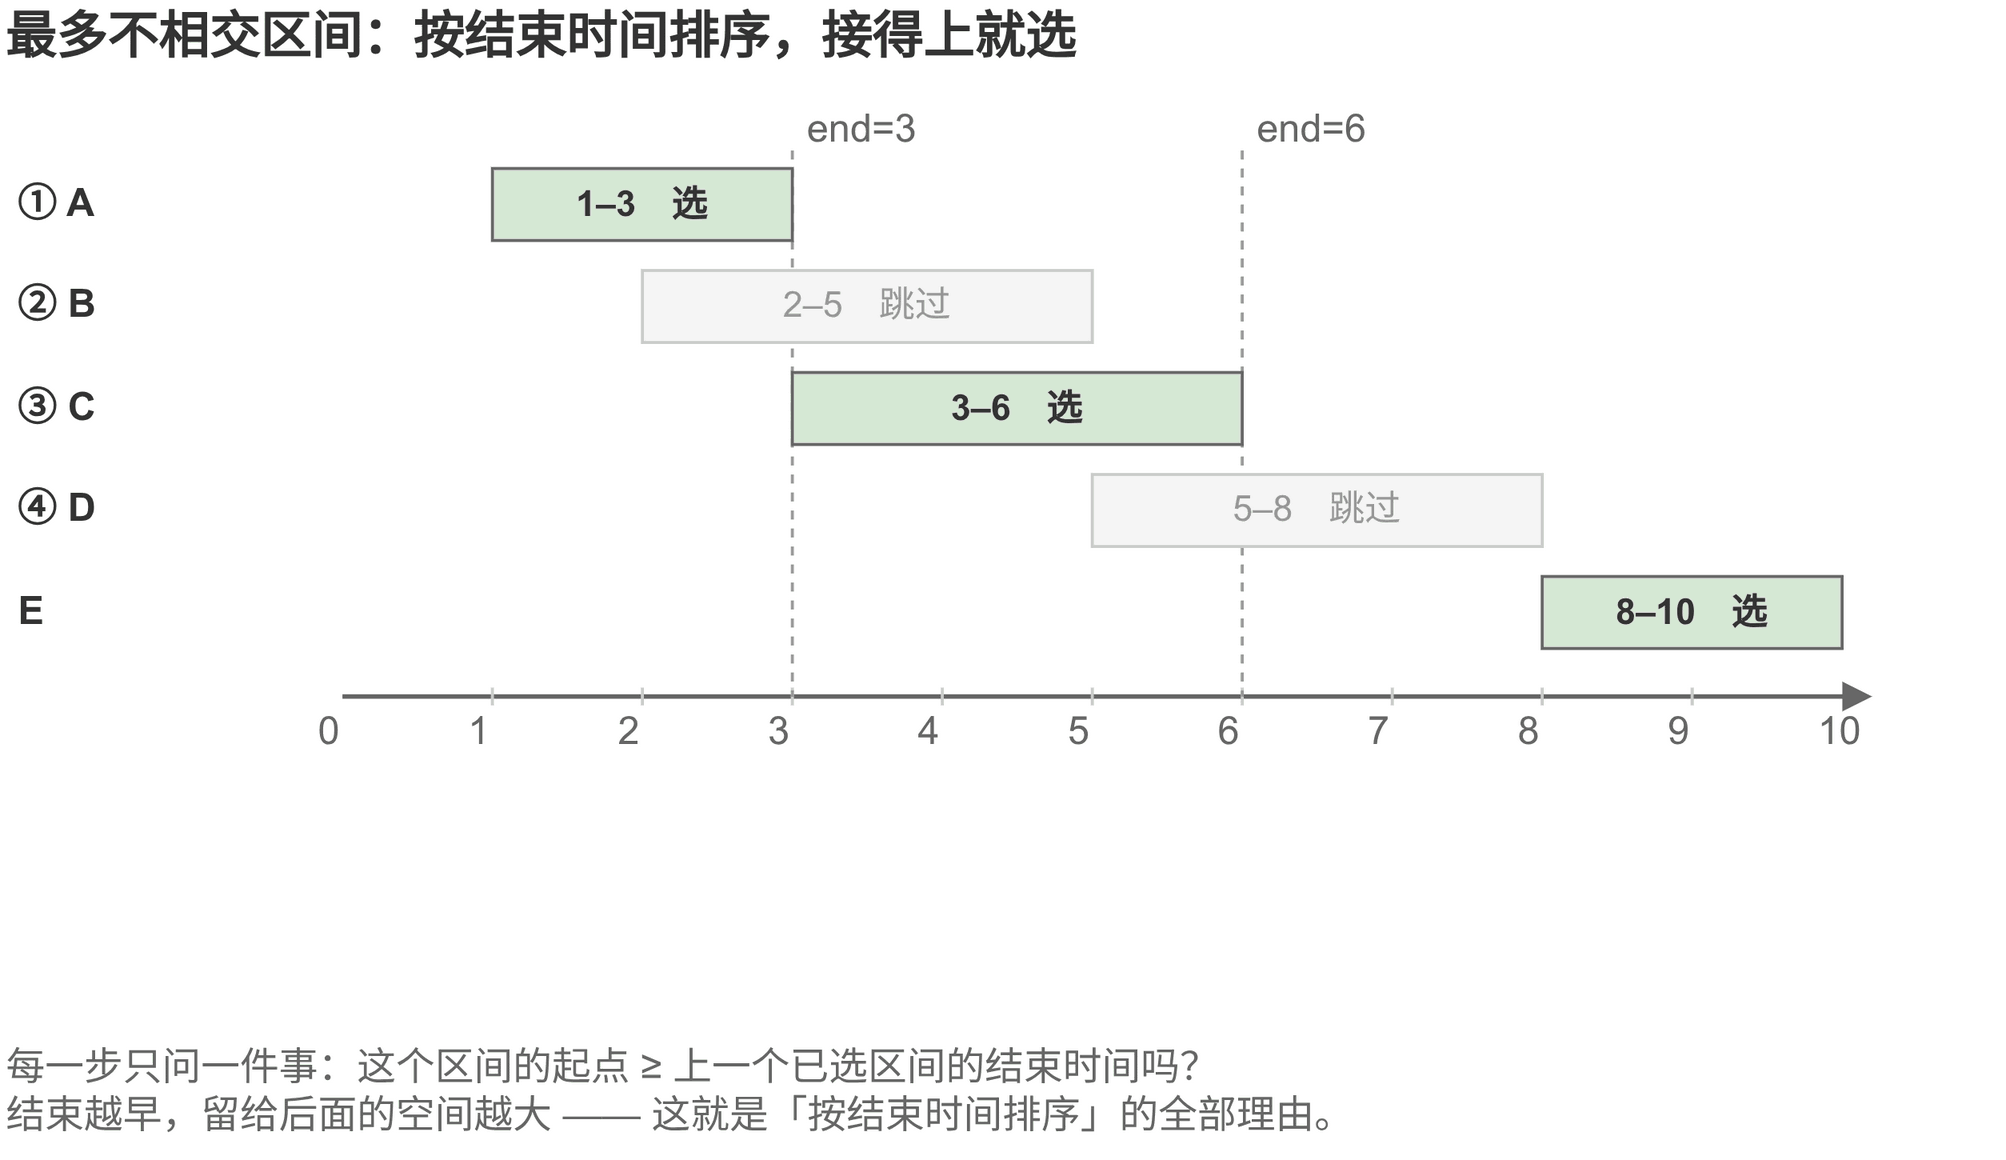 最多不相交区间：按结束时间排序，接得上就选
end=3
end=6
① A
1–3 选
② B
2–5 跳过
③ C
3–6 选
④ D
5–8 跳过
E
8–10 选
0 1 2 3 4 5 6 7 8 9 10
每一步只问一件事：这个区间的起点 ≥ 上一个已选区间的结束时间吗？
结束越早，留给后面的空间越大 —— 这就是「按结束时间排序」的全部理由。